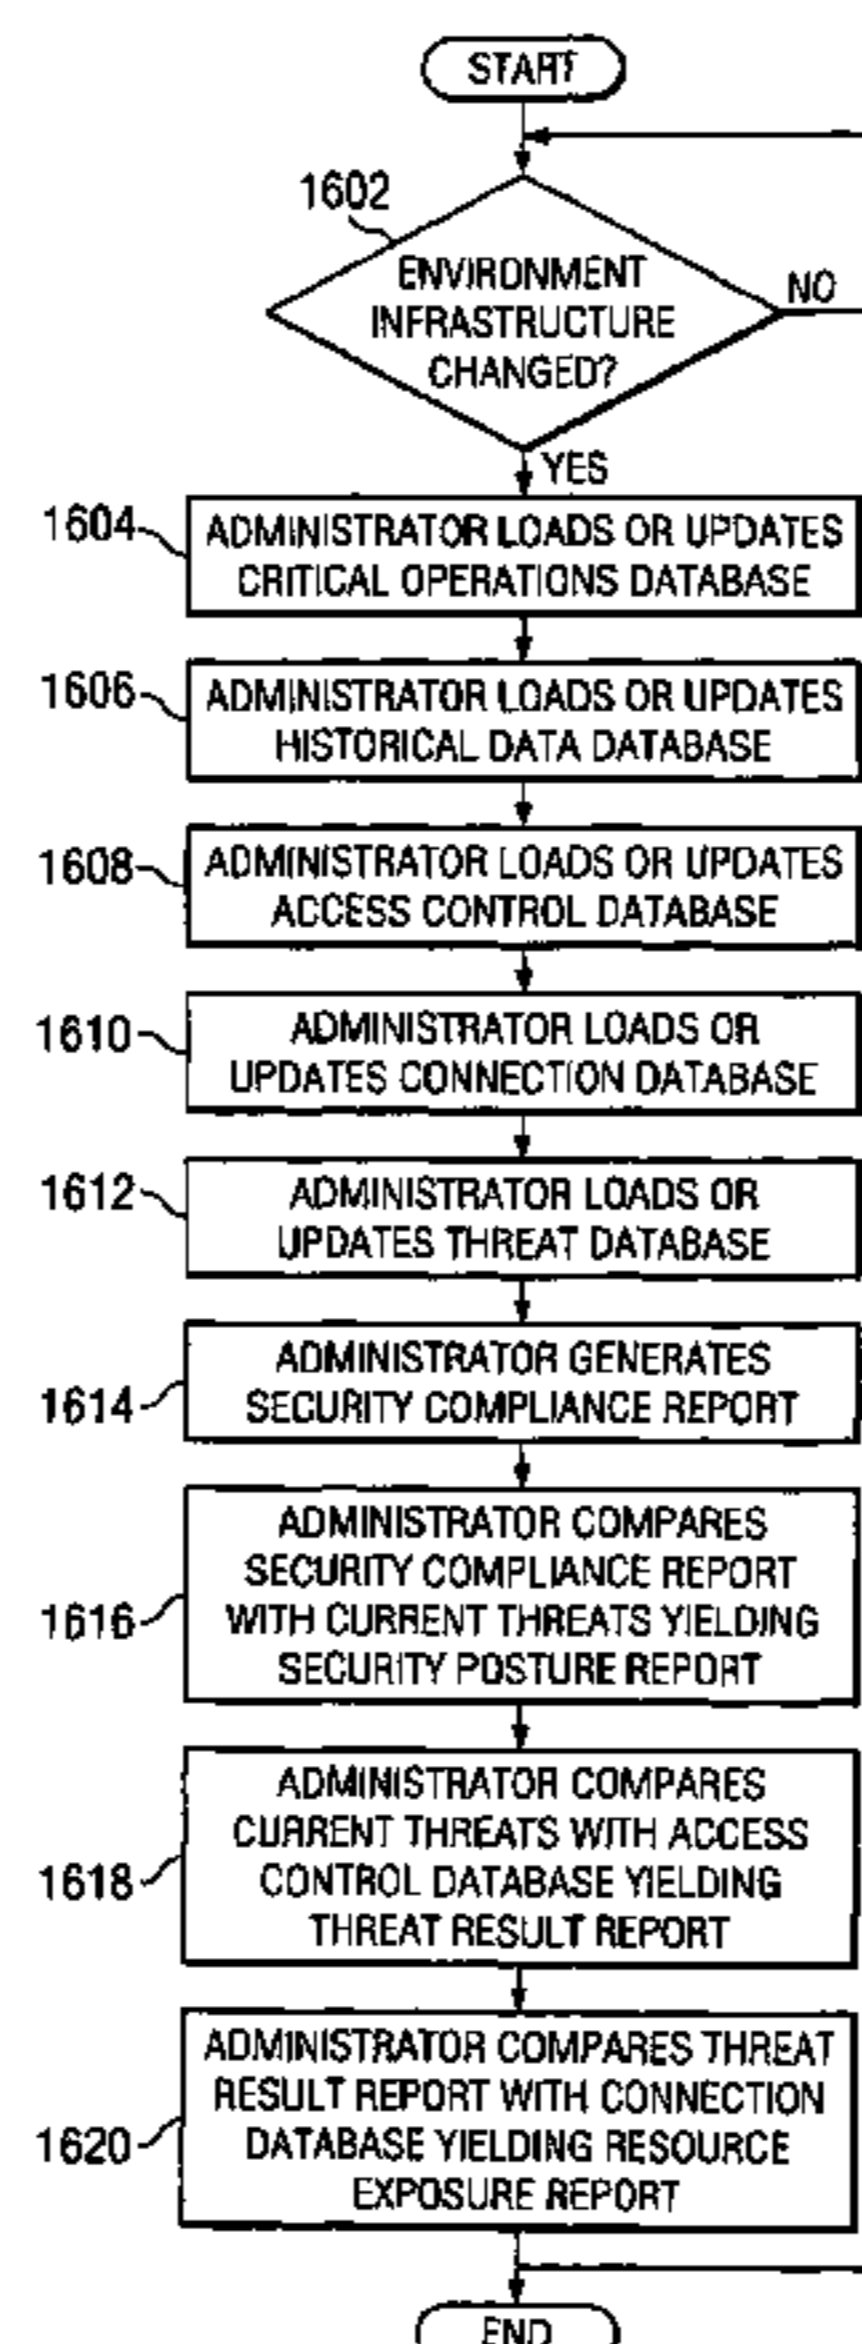 START
1602
ENVIRONMENT
INFRASTRUCTURE
CHANGED?
NO
YES
1604
ADMINISTRATOR LOADS OR UPDATES
CRITICAL OPERATIONS DATABASE
1606
ADMINISTRATOR LOADS OR UPDATES
HISTORICAL DATA DATABASE
1608
ADMINISTRATOR LOADS OR UPDATES
ACCESS CONTROL DATABASE
1610
ADMINISTRATOR LOADS OR
UPDATES CONNECTION DATABASE
1612
ADMINISTRATOR LOADS OR
UPDATES THREAT DATABASE
1614
ADMINISTRATOR GENERATES
SECURITY COMPLIANCE REPORT
1616
ADMINISTRATOR COMPARES
SECURITY COMPLIANCE REPORT
WITH CURRENT THREATS YIELDING
SECURITY POSTURE REPORT
1618
ADMINISTRATOR COMPARES
CURRENT THREATS WITH ACCESS
CONTROL DATABASE YIELDING
THREAT RESULT REPORT
1620
ADMINISTRATOR COMPARES THREAT
RESULT REPORT WITH CONNECTION
DATABASE YIELDING RESOURCE
EXPOSURE REPORT
END